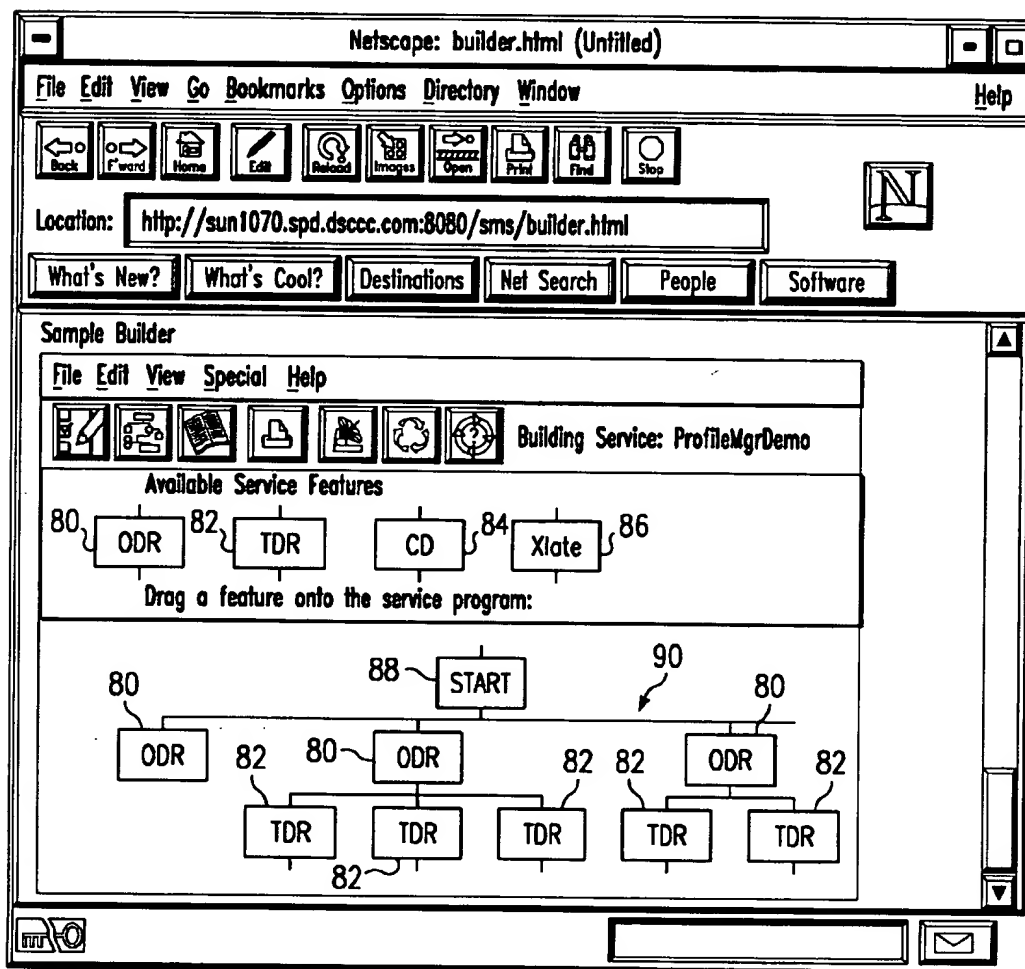 Netscape: builder.html (Untitled)
File Edit View Go Bookmarks Options Directory Window Help
Back F'ward Home Edit Reload Images Open Print Find Stop
N
Location: http://sun1070.spd.dsccc.com:8080/sms/builder.html
What's New? What's Cool? Destinations Net Search People Software
Sample Builder
File Edit View Special Help
? Building Service: ProfileMgrDemo
Available Service Features
80 ODR 82 TDR CD 84 Xlate 86
Drag a feature onto the service program:
88 START 90
80 ODR 80 ODR 80 ODR
82 TDR TDR 82 TDR 82 82 TDR TDR 82